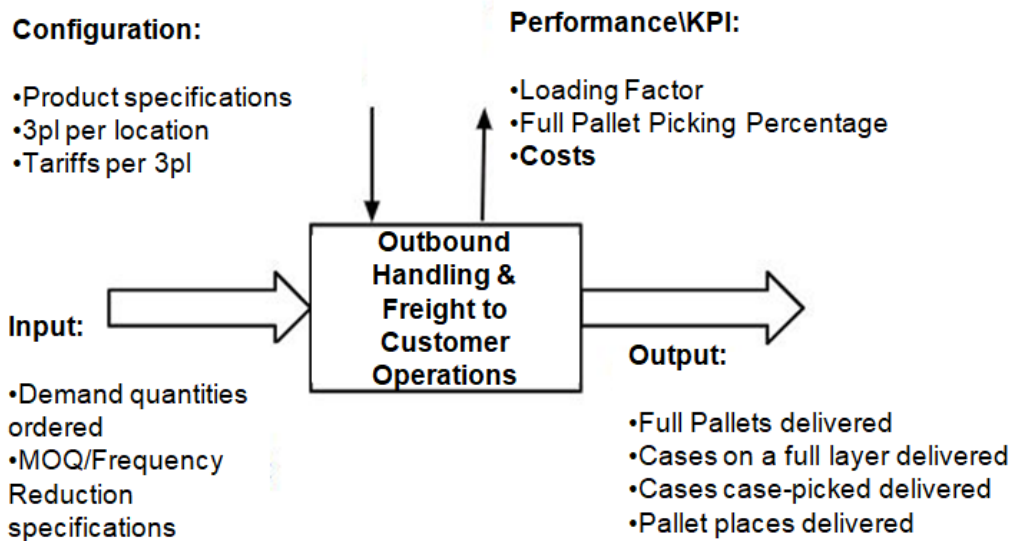 Configuration:
•Product specifications
•3pl per location
•Tariffs per 3pl
Performance\KPI:
•Loading Factor
•Full Pallet Picking Percentage
•Costs
Outbound
Handling &
Freight to
Customer
Operations
Input:
•Demand quantities
ordered
•MOQ/Frequency
Reduction
specifications
Output:
•Full Pallets delivered
•Cases on a full layer delivered
•Cases case-picked delivered
•Pallet places delivered